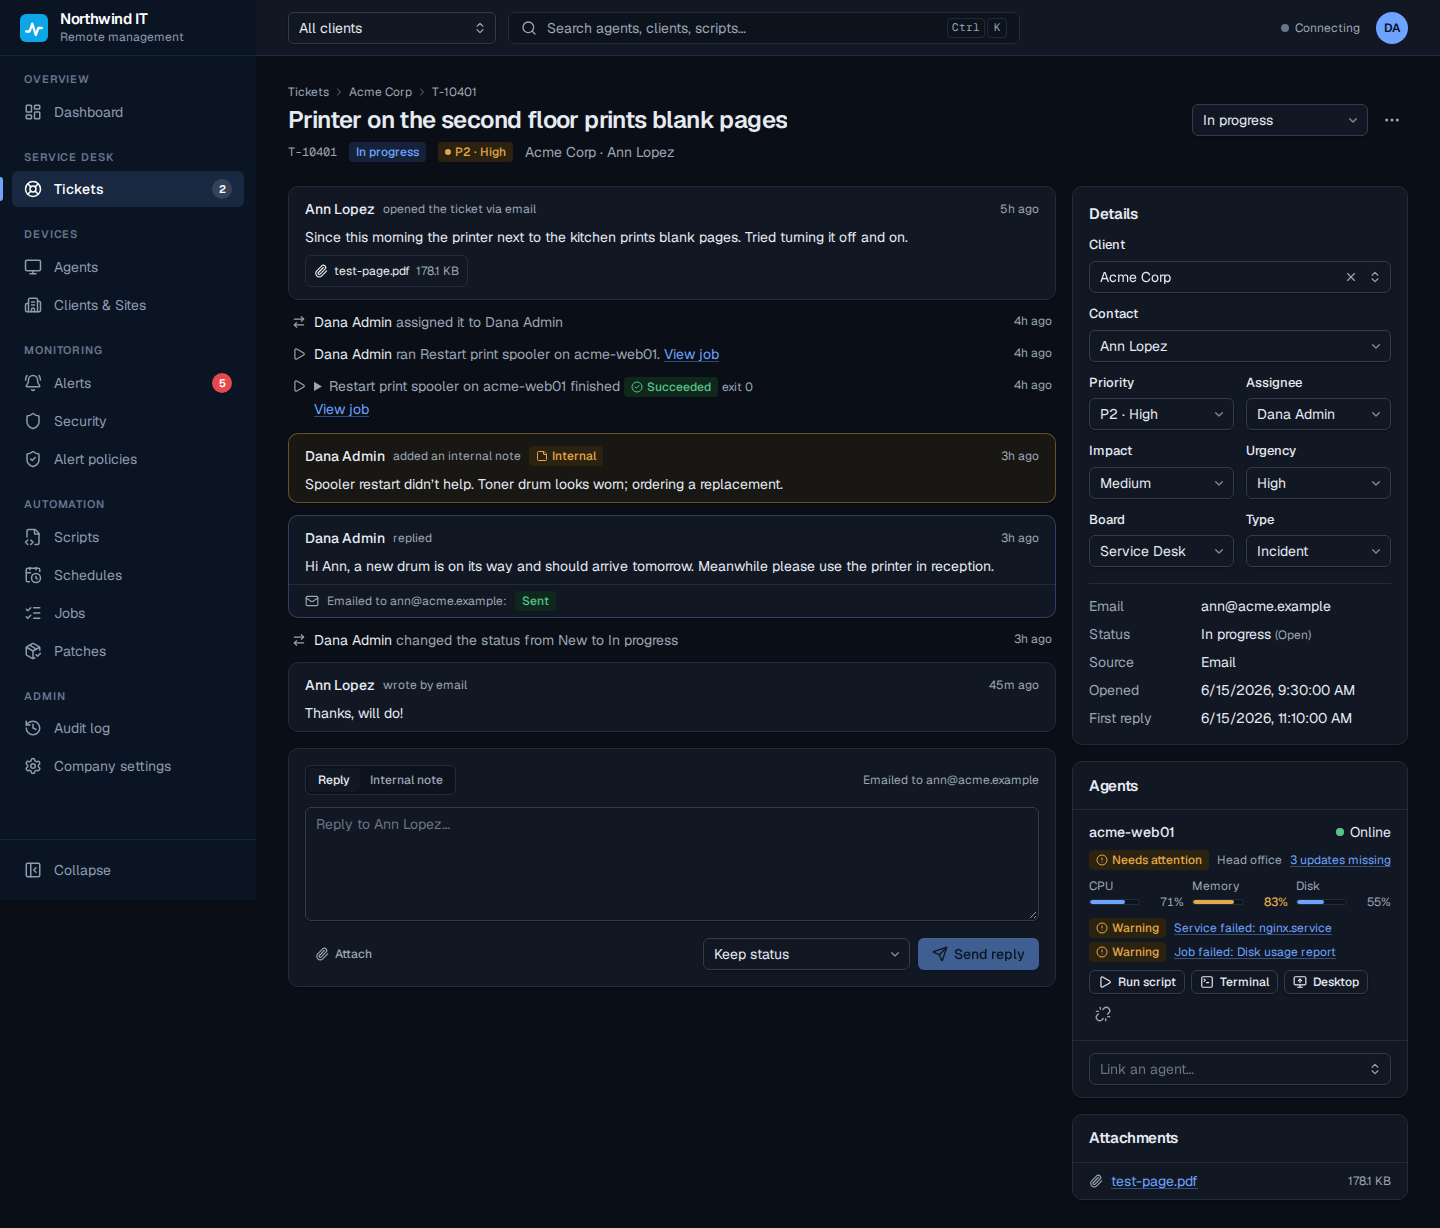 Northwind IT
Remote management
All clients
Search agents, clients, scripts...
Ctrl K
Connecting
DA
OVERVIEW
Dashboard
SERVICE DESK
Tickets
2
DEVICES
Agents
Clients & Sites
MONITORING
Alerts
5
Security
Alert policies
AUTOMATION
Scripts
Schedules
Jobs
Patches
ADMIN
Audit log
Company settings
Collapse
Tickets > Acme Corp > T-10401
Printer on the second floor prints blank pages
T-10401 In progress P2 · High Acme Corp · Ann Lopez
In progress
Ann Lopez opened the ticket via email 5h ago
Since this morning the printer next to the kitchen prints blank pages. Tried turning it off and on.
test-page.pdf 178.1 KB
Dana Admin assigned it to Dana Admin 4h ago
Dana Admin ran Restart print spooler on acme-web01. View job 4h ago
Restart print spooler on acme-web01 finished Succeeded exit 0 4h ago
View job
Dana Admin added an internal note Internal 3h ago
Spooler restart didn't help. Toner drum looks worn; ordering a replacement.
Dana Admin replied 3h ago
Hi Ann, a new drum is on its way and should arrive tomorrow. Meanwhile please use the printer in reception.
Emailed to ann@acme.example: Sent
Dana Admin changed the status from New to In progress 3h ago
Ann Lopez wrote by email 45m ago
Thanks, will do!
Reply Internal note Emailed to ann@acme.example
Reply to Ann Lopez...
Attach
Keep status
Send reply
Details
Client
Acme Corp
Contact
Ann Lopez
Priority Assignee
P2 · High Dana Admin
Impact Urgency
Medium High
Board Type
Service Desk Incident
Email ann@acme.example
Status In progress (Open)
Source Email
Opened 6/15/2026, 9:30:00 AM
First reply 6/15/2026, 11:10:00 AM
Agents
acme-web01 Online
Needs attention Head office 3 updates missing
CPU Memory Disk
71% 83% 55%
Warning Service failed: nginx.service
Warning Job failed: Disk usage report
Run script Terminal Desktop
Link an agent...
Attachments
test-page.pdf 178.1 KB